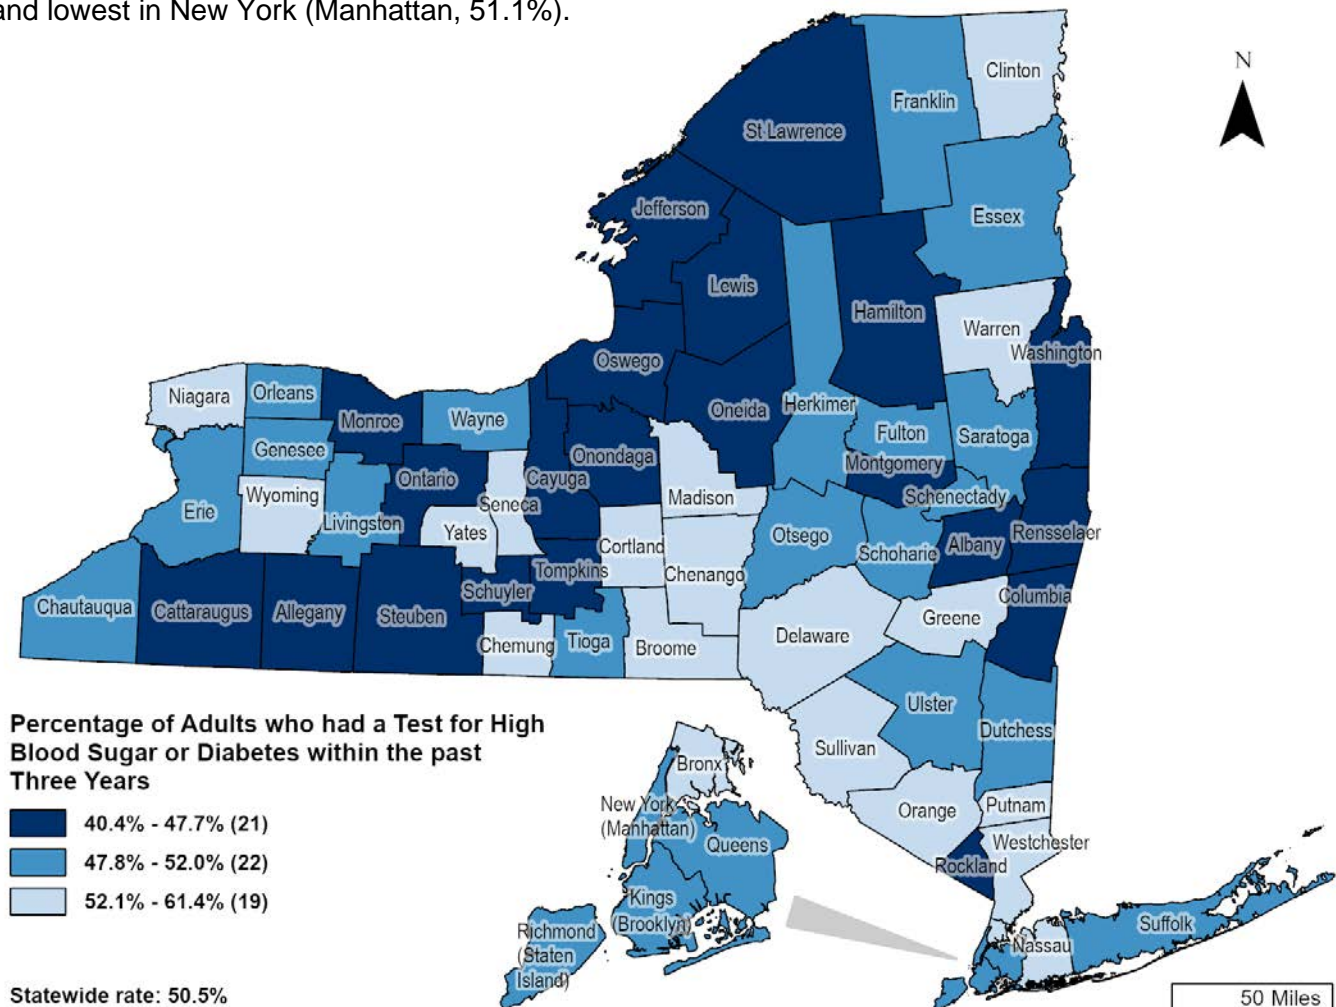 and lowest in New York (Manhattan, 51.1%).
N
Clinton
Franklin
St Lawrence
Jefferson
Essex
Lewis
Hamilton
Warren
Washington
Oswego
Niagara
Orleans
Monroe
Wayne
Oneida
Herkimer
Fulton
Saratoga
Genesee
Onondaga
Montgomery
Ontario
Cayuga
Seneca
Wyoming
Madison
Schenectady
Erie
Livingston
Yates
Otsego
Schoharie
Albany
Rensselaer
Cortland
Chenango
Tompkins
Schuyler
Columbia
Chautauqua
Cattaraugus
Allegany
Steuben
Greene
Chemung
Tioga
Broome
Delaware
Ulster
Dutchess
Sullivan
Percentage of Adults who had a Test for High
Blood Sugar or Diabetes within the past
Three Years
40.4% - 47.7% (21)
47.8% - 52.0% (22)
52.1% - 61.4% (19)
Bronx
New York
(Manhattan)
Queens
Kings
(Brooklyn)
Richmond
(Staten
Island)
Orange
Putnam
Westchester
Rockland
Nassau
Suffolk
Statewide rate: 50.5%
50 Miles